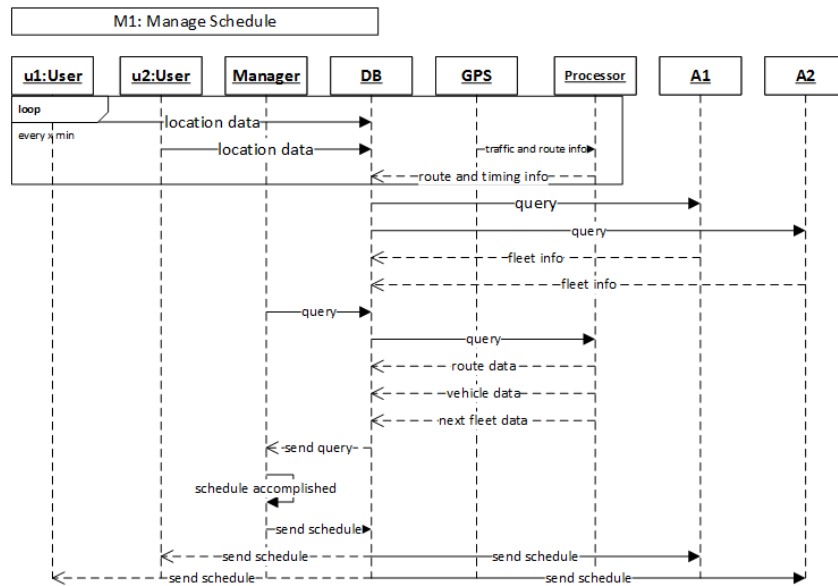 M1: Manage Schedule
u1:User u2:User Manager DB GPS Processor A1 A2
loop
location data
every x min
location data traffic and route info
route and timing info
query
query
fleet info
fleet info
query
query
route data
vehicle data
next fleet data
send query
schedule accomplished
send schedule
send schedule send schedule
send schedule send schedule